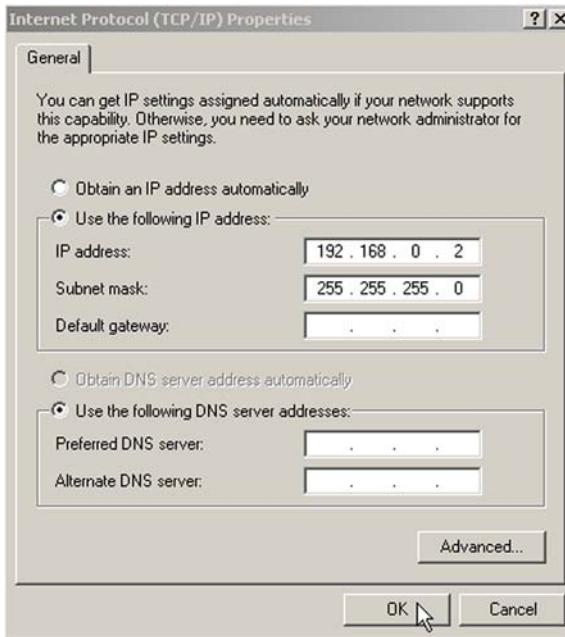 Internet Protocol (TCP/IP) Properties
General
You can get IP settings assigned automatically if your network supports
this capability. Otherwise, you need to ask your network administrator for
the appropriate IP settings.
Obtain an IP address automatically
Use the following IP address:
IP address: 192 . 168 . 0 . 2
Subnet mask: 255 . 255 . 255 . 0
Default gateway: . . .
Obtain DNS server address automatically
Use the following DNS server addresses:
Preferred DNS server: . . .
Alternate DNS server: . . .
Advanced...
OK Cancel